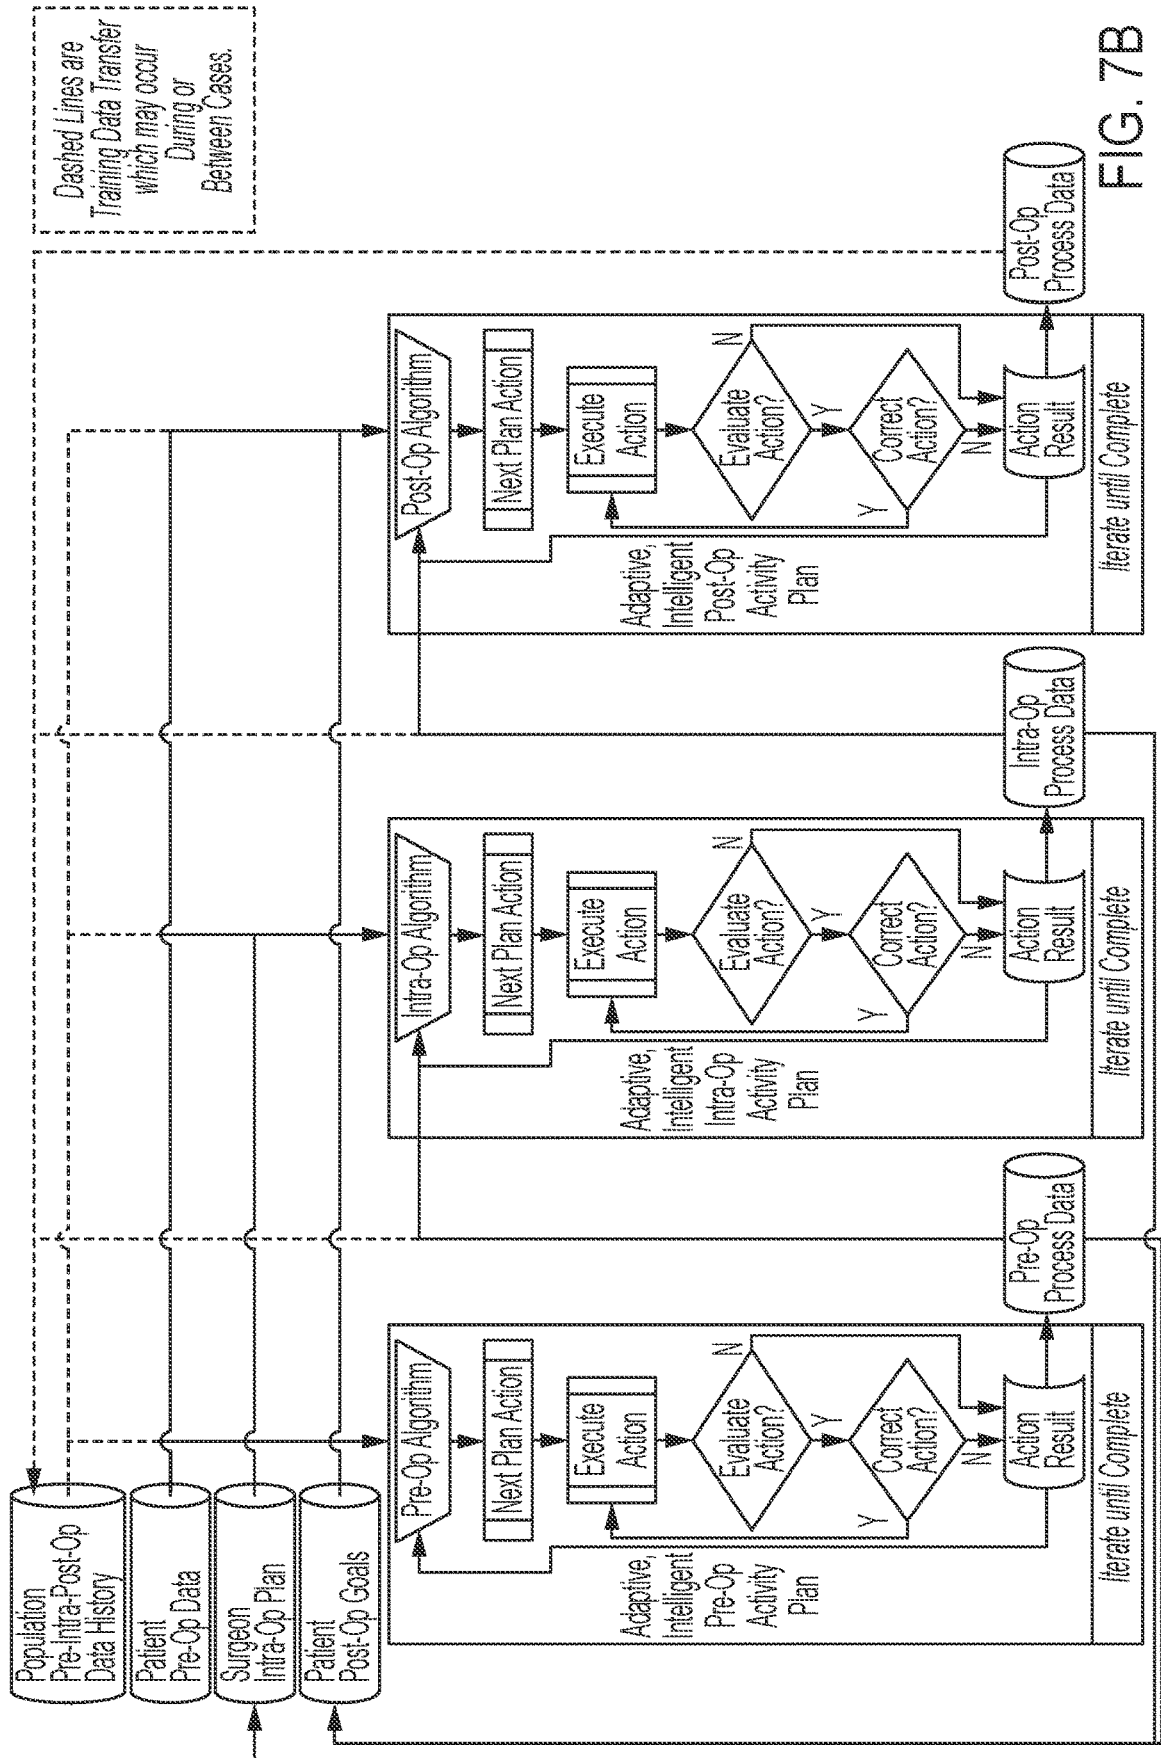 Population
Pre-Intra-Post-Op
Data History
Patient
Pre-Op Data
Surgeon
Intra-Op Plan
Patient
Post-Op Goals
Dashed Lines are
Training Data Transfer
which may occur
During or
Between Cases.
Pre-Op Algorithm
Next Plan Action
Execute
Action
Evaluate
Action?
N
Y
Correct
Action?
Y
N
Action
Result
Adaptive,
Intelligent
Pre-Op
Activity
Plan
Iterate until Complete
Pre-Op
Process Data
Intra-Op Algorithm
Next Plan Action
Execute
Action
Evaluate
Action?
N
Y
Correct
Action?
Y
N
Action
Result
Adaptive,
Intelligent
Intra-Op
Activity
Plan
Iterate until Complete
Intra-Op
Process Data
Post-Op Algorithm
Next Plan Action
Execute
Action
Evaluate
Action?
N
Y
Correct
Action?
Y
N
Action
Result
Adaptive,
Intelligent
Post-Op
Activity
Plan
Iterate until Complete
Post-Op
Process Data
FIG. 7B